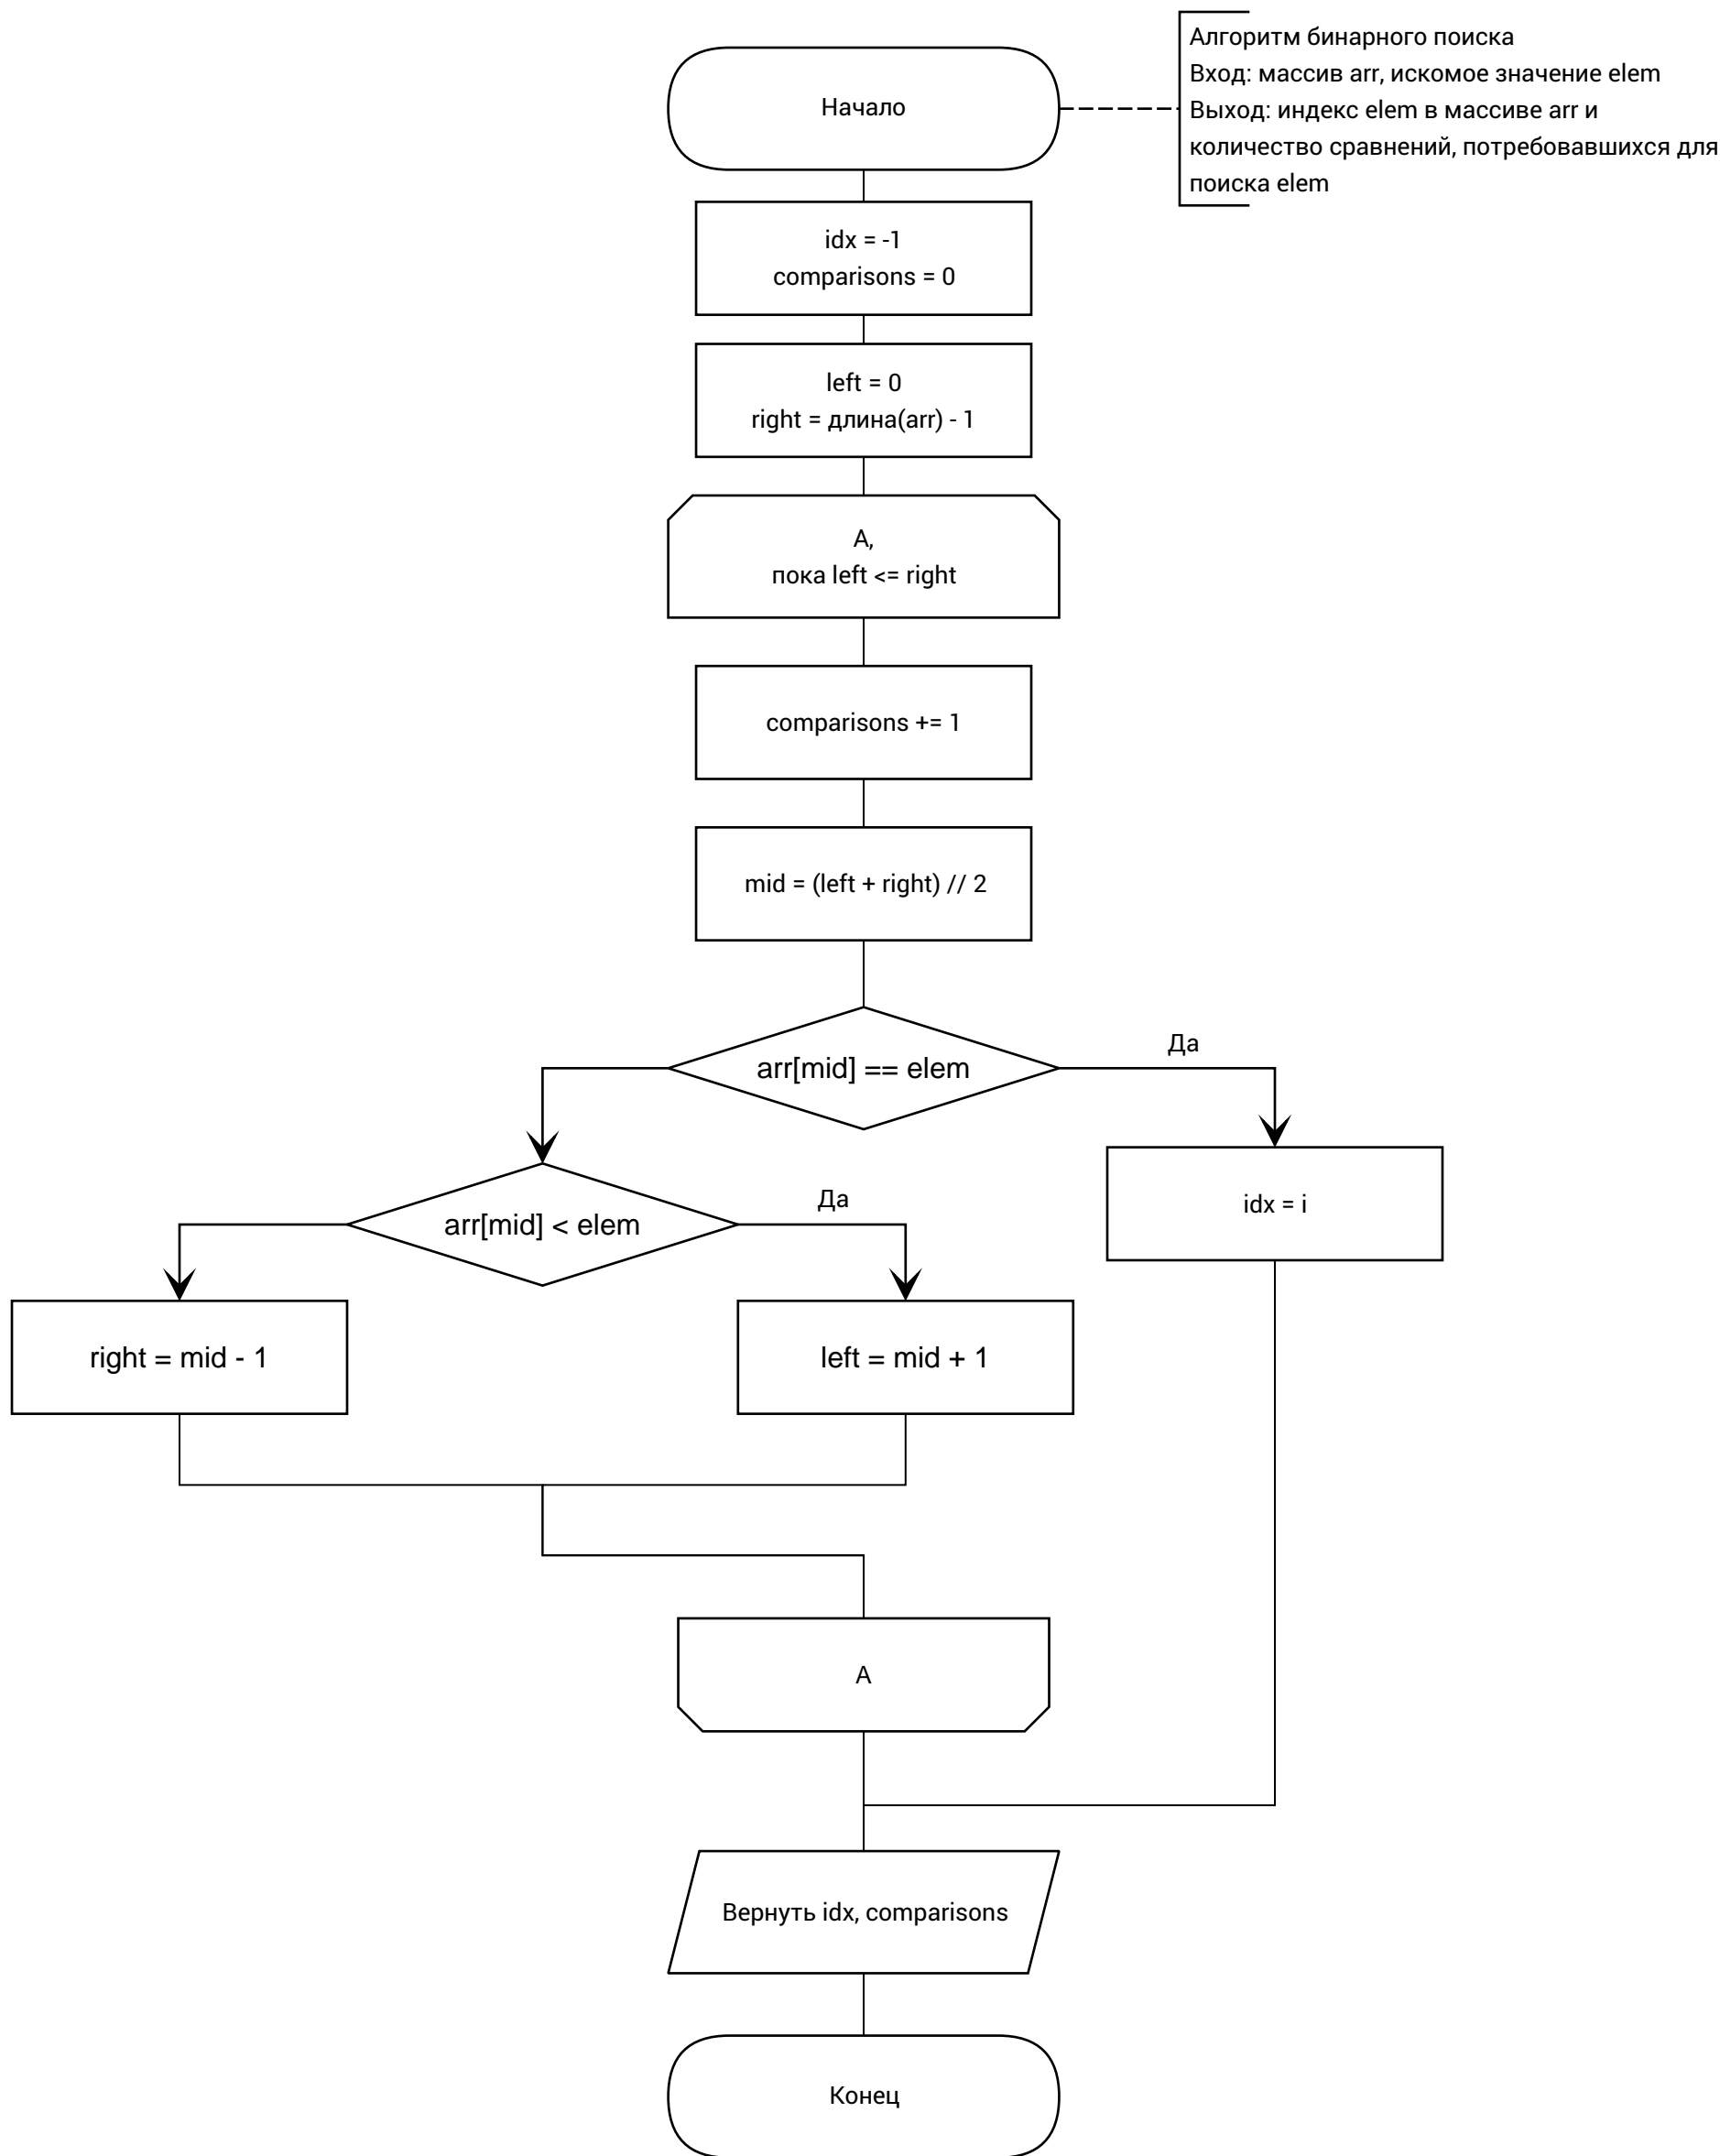 Алгоритм бинарного поиска
Вход: массив arr, искомое значение elem
Выход: индекс elem в массиве arr и
количество сравнений, потребовавшихся для
поиска elem
Начало
idx = -1
comparisons = 0
left = 0
right = длина(arr) - 1
А,
пока left <= right
comparisons += 1
mid = (left + right) // 2
arr[mid] == elem
Да
arr[mid] < elem
Да
idx = i
right = mid - 1
left = mid + 1
А
Вернуть idx, comparisons
Конец